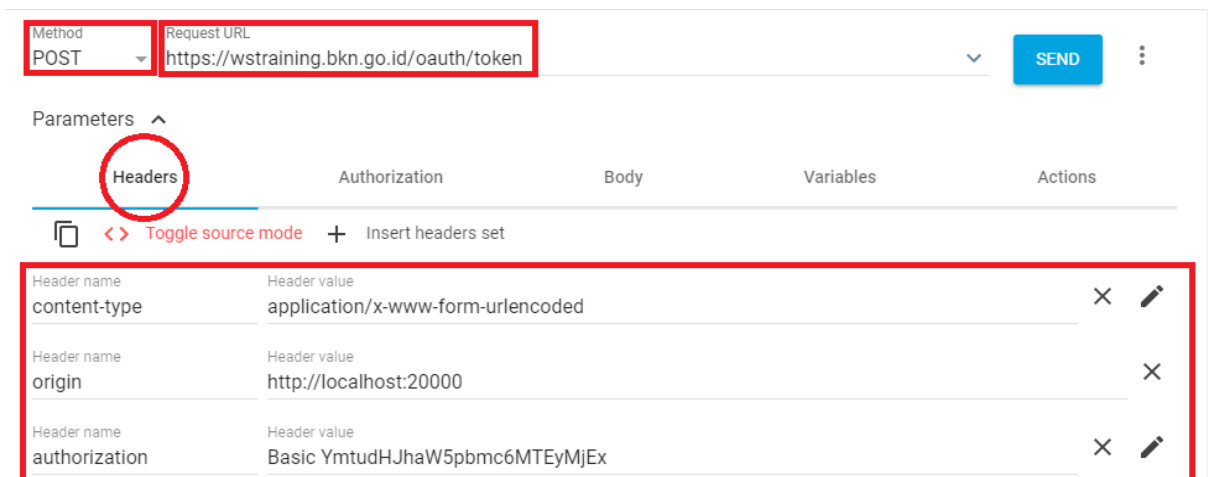 Method Request URL
POST https://wstraining.bkn.go.id/oauth/token SEND
Parameters
Headers Authorization Body Variables Actions
<> Toggle source mode + Insert headers set
Header name Header value
content-type application/x-www-form-urlencoded
Header name Header value
origin http://localhost:20000
Header name Header value
authorization Basic YmtudHJhaW5pbmc6MTEyMjEx